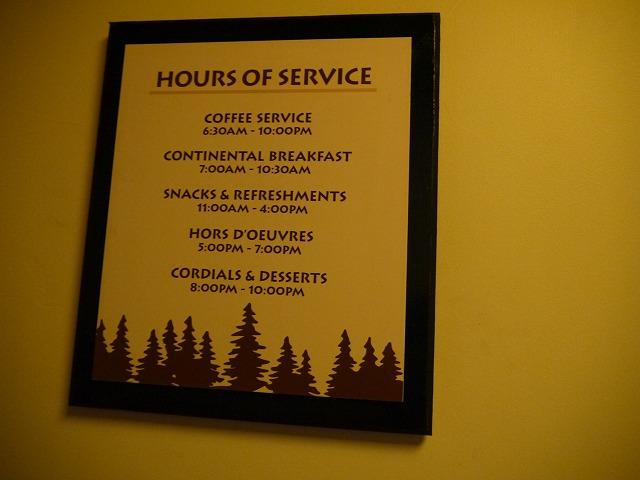 HOURS OF SERVICE
COFFEE SERVICE
6:30AM - 10:00PM
CONTINENTAL BREAKFAST
7:00AM - 10:30AM
SNACKS & REFRESHMENTS
11:00AM - 4:00PM
HORS D'OEUVRES
5:00PM - 7:00PM
CORDIALS & DESSERTS
8:00PM - 10:00PM